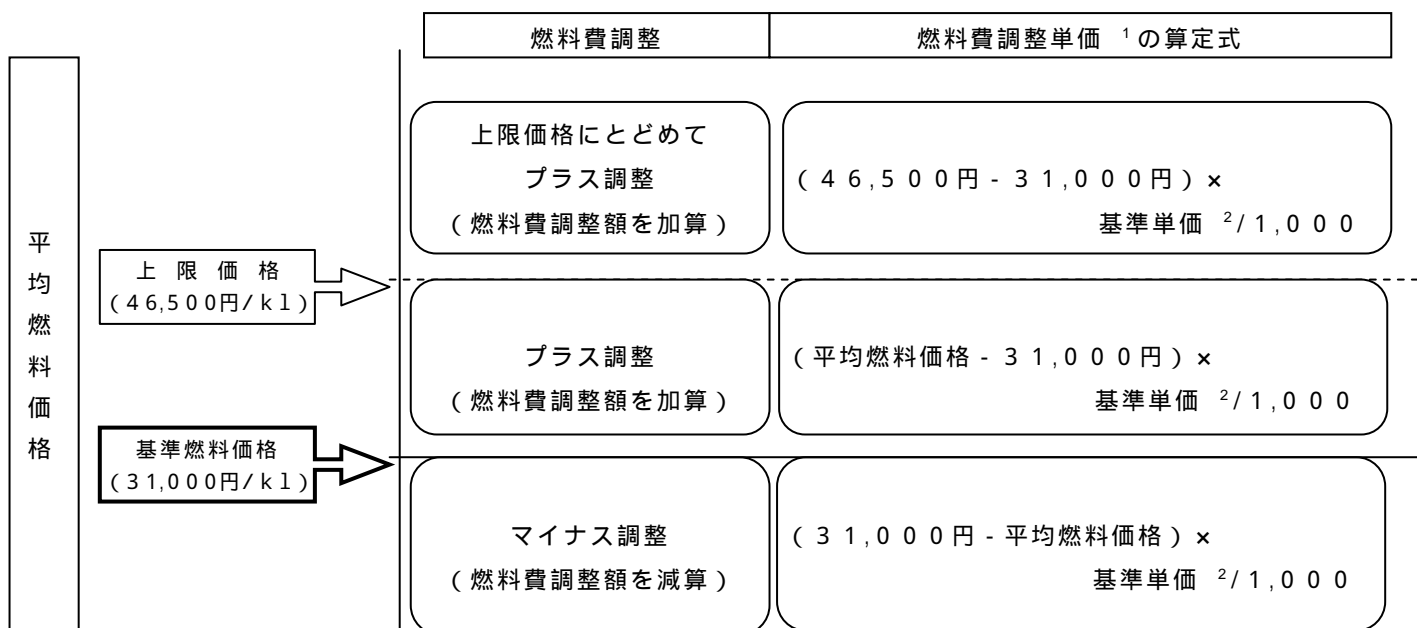 燃料費調整
燃料費調整単価 ¹の算定式
平均燃料価格
上限価格
(46,500円/kl)
基準燃料価格
(31,000円/kl)
上限価格にとどめて
プラス調整
(燃料費調整額を加算)
(46,500円-31,000円)×
基準単価 ²/1,000
プラス調整
(燃料費調整額を加算)
(平均燃料価格-31,000円)×
基準単価 ²/1,000
マイナス調整
(燃料費調整額を減算)
(31,000円-平均燃料価格)×
基準単価 ²/1,000